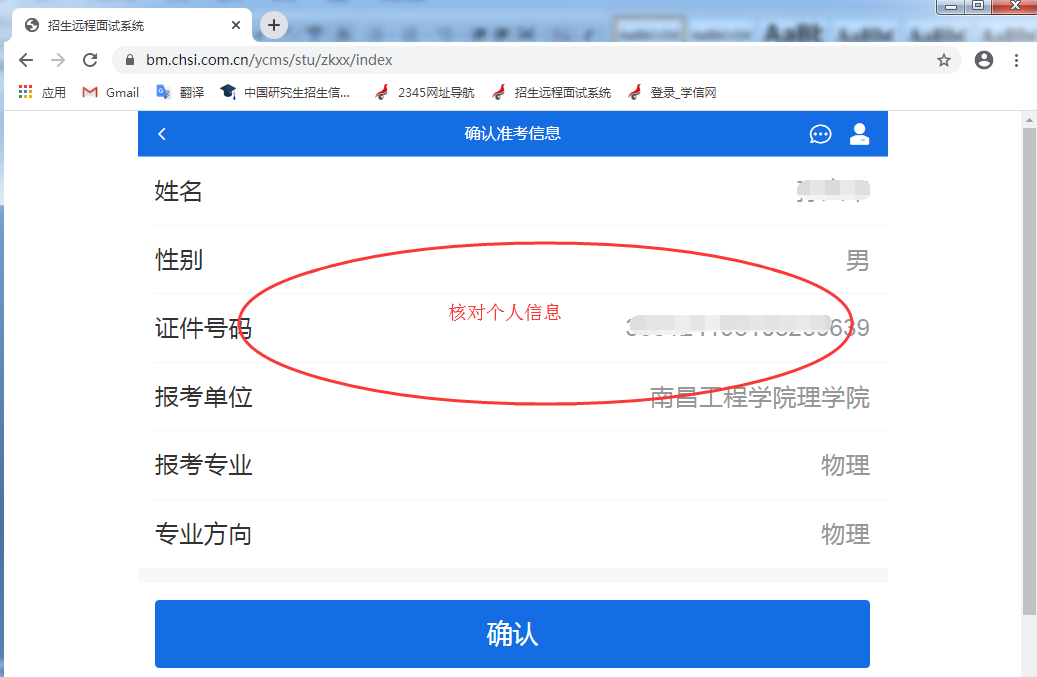 招生远程面试系统
bm.chsi.com.cn/ycms/stu/zkxx/index
应用 Gmail 翻译 中国研究生招生信... 2345网址导航 招生远程面试系统 登录_学信网
确认准考信息
姓名
性别 男
核对个人信息
证件号码 639
报考单位 南昌工程学院理学院
报考专业 物理
专业方向 物理
确认